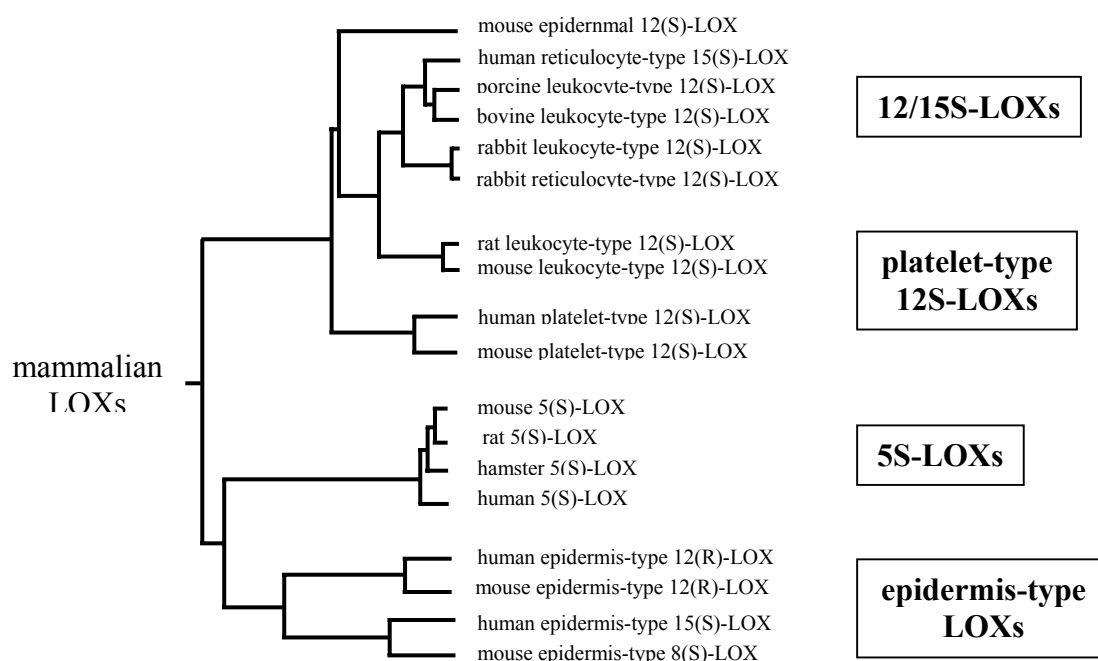 mouse epidernmal 12(S)-LOX
human reticulocyte-type 15(S)-LOX
porcine leukocyte-type 12(S)-LOX
bovine leukocyte-type 12(S)-LOX
rabbit leukocyte-type 12(S)-LOX
rabbit reticulocyte-type 12(S)-LOX
12/15S-LOXs
rat leukocyte-type 12(S)-LOX
mouse leukocyte-type 12(S)-LOX
human platelet-type 12(S)-LOX
mouse platelet-type 12(S)-LOX
platelet-type
12S-LOXs
mammalian
LOXs
mouse 5(S)-LOX
rat 5(S)-LOX
hamster 5(S)-LOX
human 5(S)-LOX
5S-LOXs
human epidermis-type 12(R)-LOX
mouse epidermis-type 12(R)-LOX
human epidermis-type 15(S)-LOX
mouse epidermis-type 8(S)-LOX
epidermis-type
LOXs